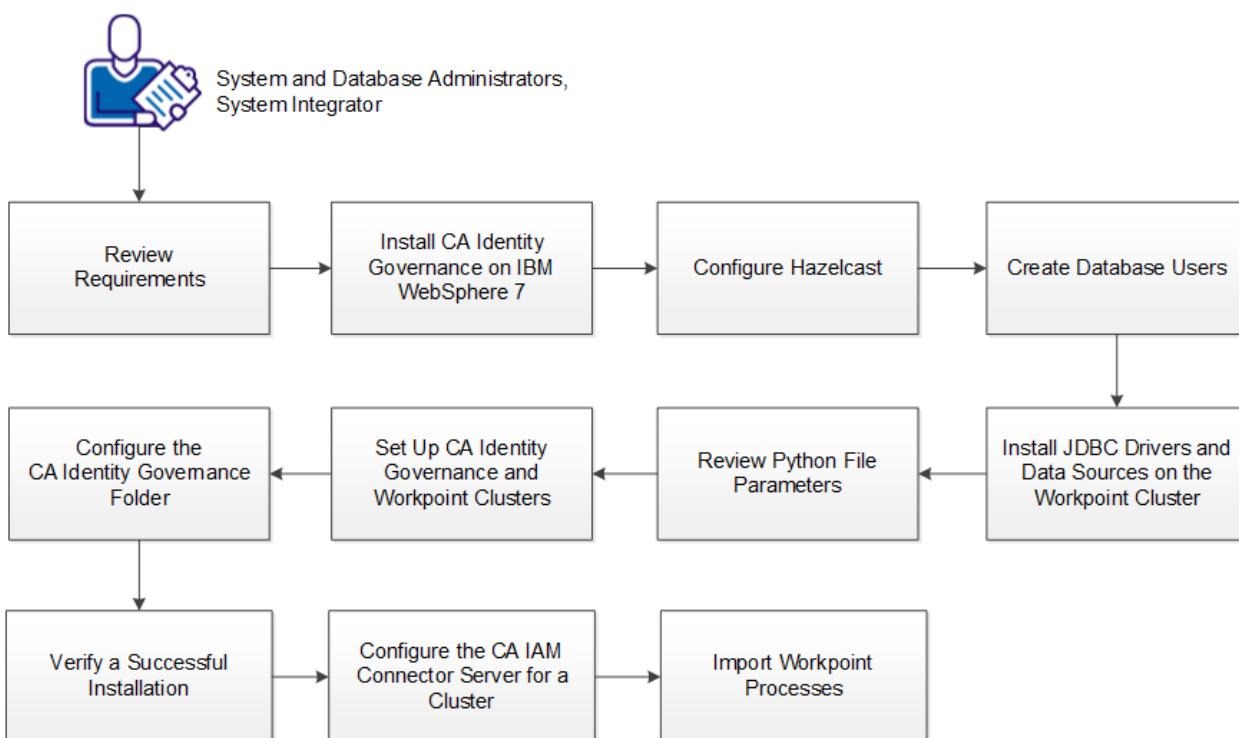 System and Database Administrators,
System Integrator
Review
Requirements
Install CA Identity
Governance on IBM
WebSphere 7
Configure Hazelcast
Create Database Users
Install JDBC Drivers and
Data Sources on the
Workpoint Cluster
Review Python File
Parameters
Set Up CA Identity
Governance and
Workpoint Clusters
Configure the
CA Identity Governance
Folder
Verify a Successful
Installation
Configure the CA IAM
Connector Server for a
Cluster
Import Workpoint
Processes